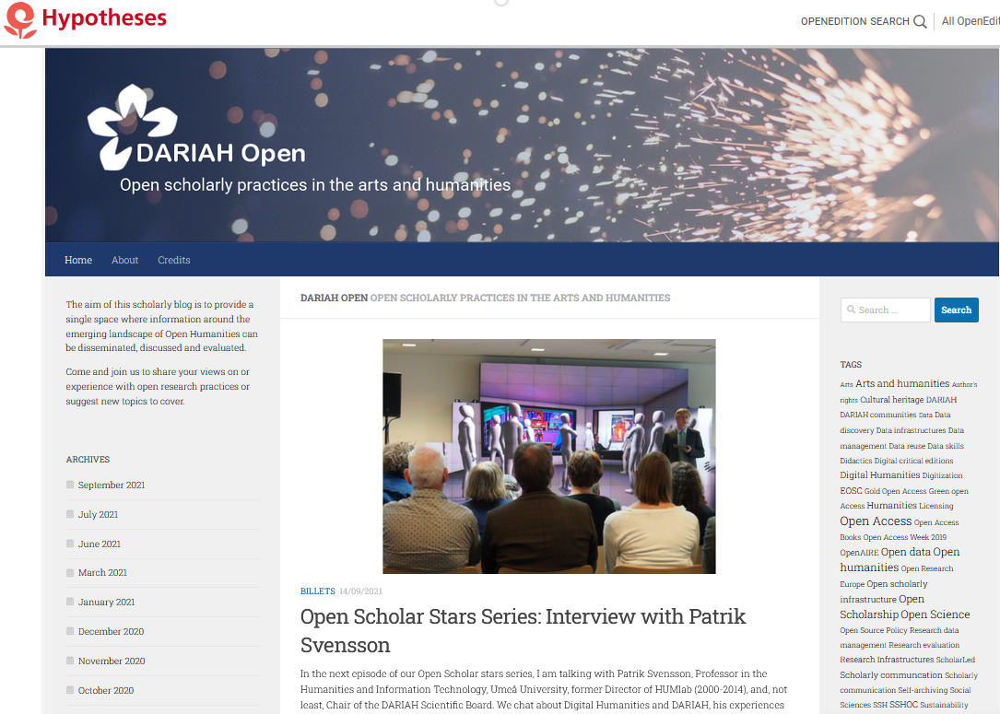 Hypotheses
OPENEDITION SEARCH
All OpenEdit
DARIAH Open
Open scholarly practices in the arts and humanities
Home About Credits
The aim of this scholarly blog is to provide a
single space where information around the
emerging landscape of Open Humanities can
be disseminated, discussed and evaluated.
Come and join us to share your views on or
experience with open research practices or
suggest new topics to cover.
ARCHIVES
September 2021
July 2021
June 2021
March 2021
January 2021
December 2020
November 2020
October 2020
DARIAH OPEN OPEN SCHOLARLY PRACTICES IN THE ARTS AND HUMANITIES
BILLETS 14/09/2021
Open Scholar Stars Series: Interview with Patrik
Svensson
In the next episode of our Open Scholar stars series, I am talking with Patrik Svensson, Professor in the
Humanities and Information Technology, Umeå University, former Director of HUMlab (2000-2014), and, not
least, Chair of the DARIAH Scientific Board. We chat about Digital Humanities and DARIAH, his experiences
Search ...
Search
TAGS
Arts Arts and humanities Author's
rights Cultural heritage DARIAH
DARIAH communities Data Data
discovery Data infrastructures Data
management Data reuse Data skills
Didactics Digital critical editions
Digital Humanities Digitization
EOSC Gold Open Access Green open
Access Humanities Licensing
Open Access Open Access
Books Open Access Week 2019
OpenAIRE Open data Open
humanities Open Research
Europe Open scholarly
infrastructure Open
Scholarship Open Science
Open Source Policy Research data
management Research evaluation
Research Infrastructures ScholarLed
Scholarly communcation Scholarly
communication Self-archiving Social
Sciences SSH SSHOC Sustainability